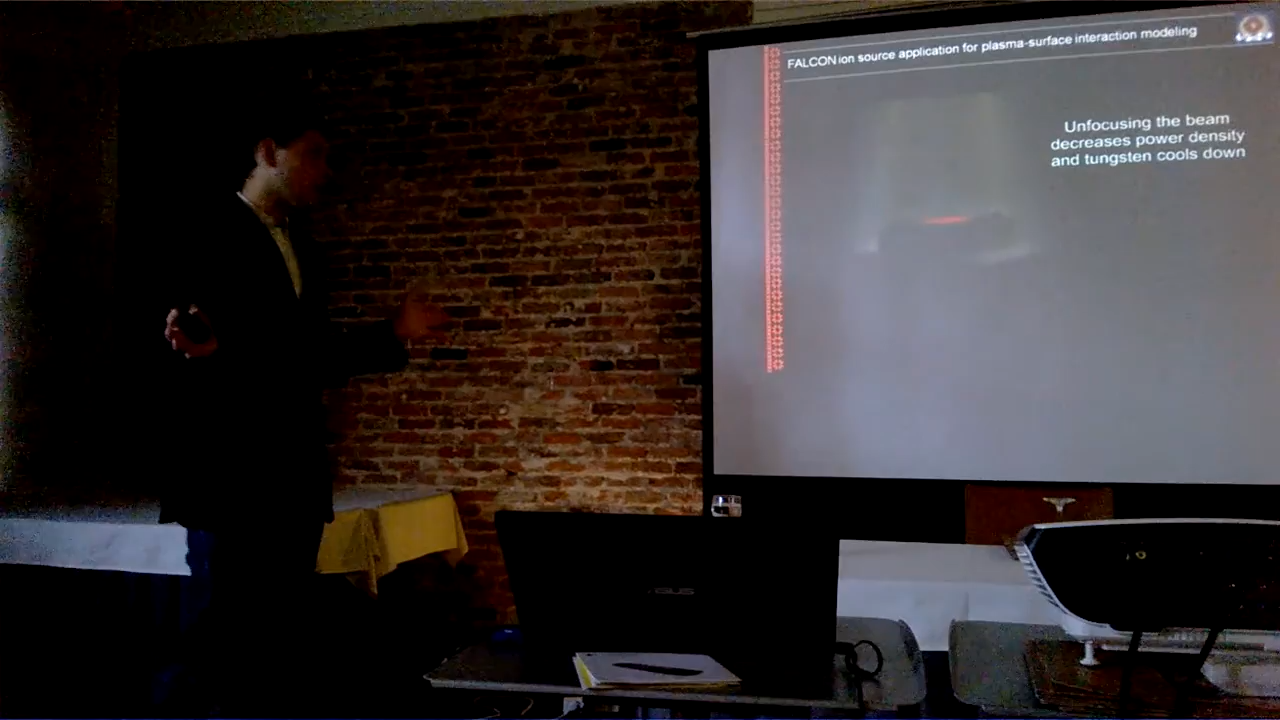 FALCON ion source application for plasma-surface interaction modeling
Unfocusing the beam
decreases power density
and tungsten cools down
ASUS